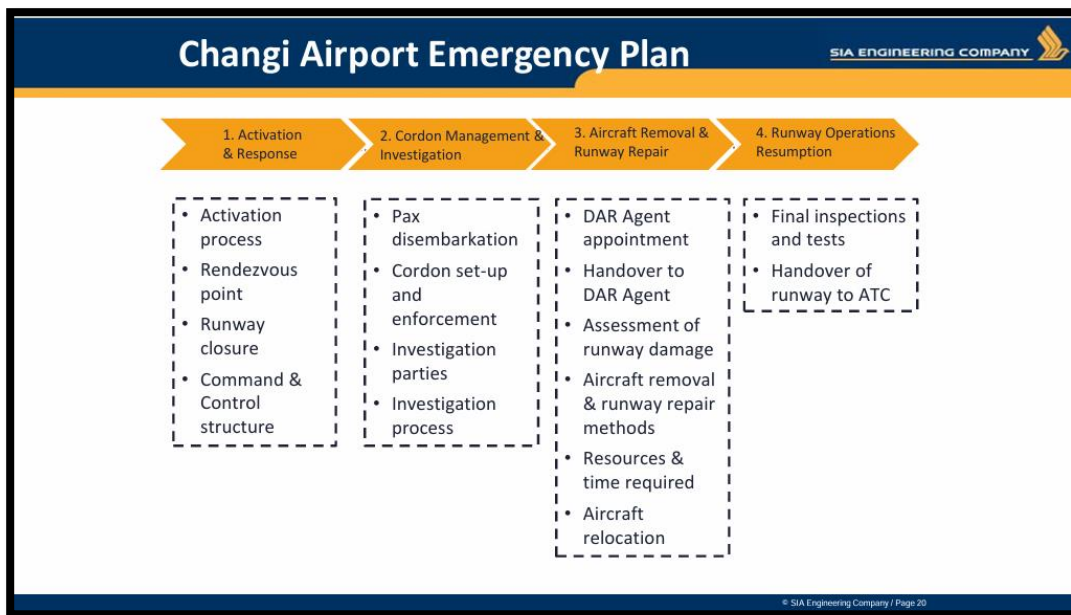 Changi Airport Emergency Plan
SIA ENGINEERING COMPANY
1. Activation
& Response
2. Cordon Management &
Investigation
3. Aircraft Removal &
Runway Repair
4. Runway Operations
Resumption
• Activation
process
• Rendezvous
point
• Runway
closure
• Command &
Control
structure
• Pax
disembarkation
• Cordon set-up
and
enforcement
• Investigation
parties
• Investigation
process
• DAR Agent
appointment
• Handover to
DAR Agent
• Assessment of
runway damage
• Aircraft removal
& runway repair
methods
• Resources &
time required
• Aircraft
relocation
• Final inspections
and tests
• Handover of
runway to ATC
© SIA Engineering Company / Page 20